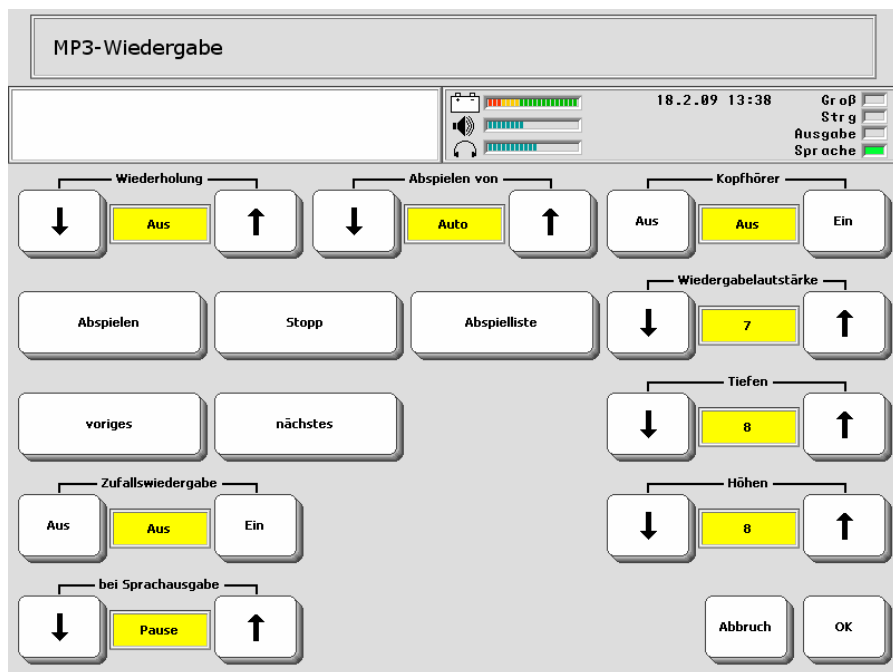 MP3-Wiedergabe
18.2.09 13:38
Groß
Strg
Ausgabe
Sprache
Wiederholung
Aus
Abspielen von
Auto
Kopfhörer
Aus
Aus
Ein
Wiedergabelautstärke
Abspielen
Stopp
Abspielliste
7
Tiefen
voriges
nächstes
8
Zufallswiedergabe
Aus
Aus
Ein
Höhen
8
bei Sprachausgabe
Pause
Abbruch
OK